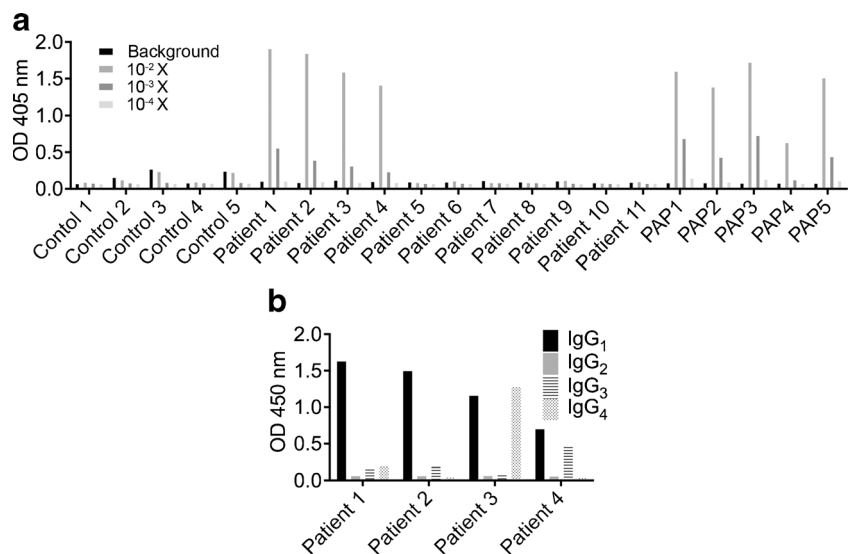 a
2.0
1.5
1.0
0.5
0.0
OD 405 nm
Background
10⁻² X
10⁻³ X
10⁻⁴ X
Contol 1
Control 2
Control 3
Control 4
Control 5
Patient 1
Patient 2
Patient 3
Patient 4
Patient 5
Patient 6
Patient 7
Patient 8
Patient 9
Patient 10
Patient 11
PAP1
PAP2
PAP3
PAP4
PAP5
b
2.0
1.5
1.0
0.5
0.0
OD 450 nm
IgG₁
IgG₂
IgG₃
IgG₄
Patient 1
Patient 2
Patient 3
Patient 4